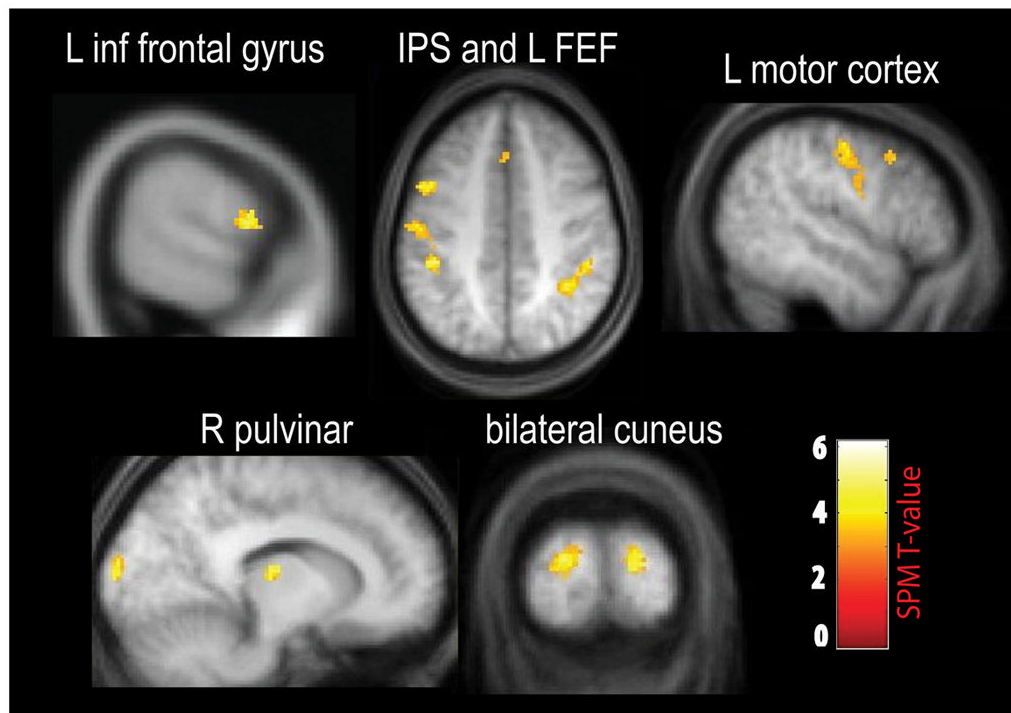 L inf frontal gyrus
IPS and L FEF
L motor cortex
R pulvinar
bilateral cuneus
6
4
2
0
SPM T-value